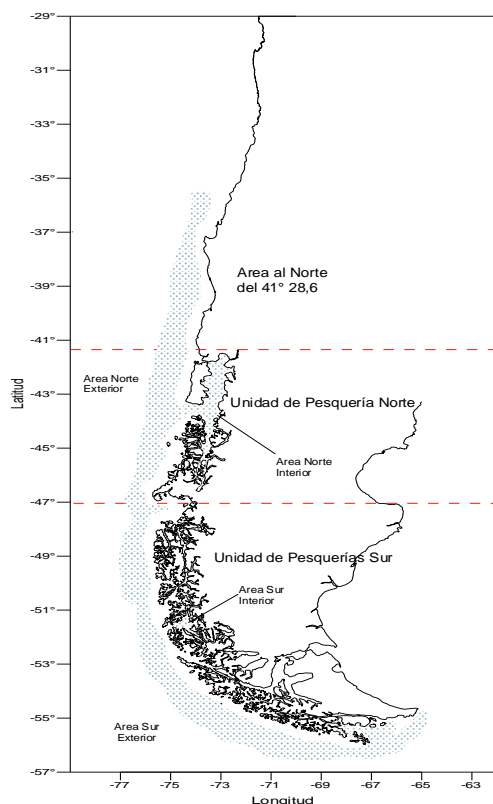 -29°
-31°
-33°
-35°
-37°
-39°
-41°
-43°
-45°
-47°
-49°
-51°
-53°
-55°
-57°
Latitud
Area al Norte
del 41° 28,6
Area Norte
Exterior
Unidad de Pesquería Norte
Area Norte
Interior
Unidad de Pesquerías Sur
Area Sur
Interior
Area Sur
Exterior
-77 -75 -73 -71 -69 -67 -65 -63
Longitud